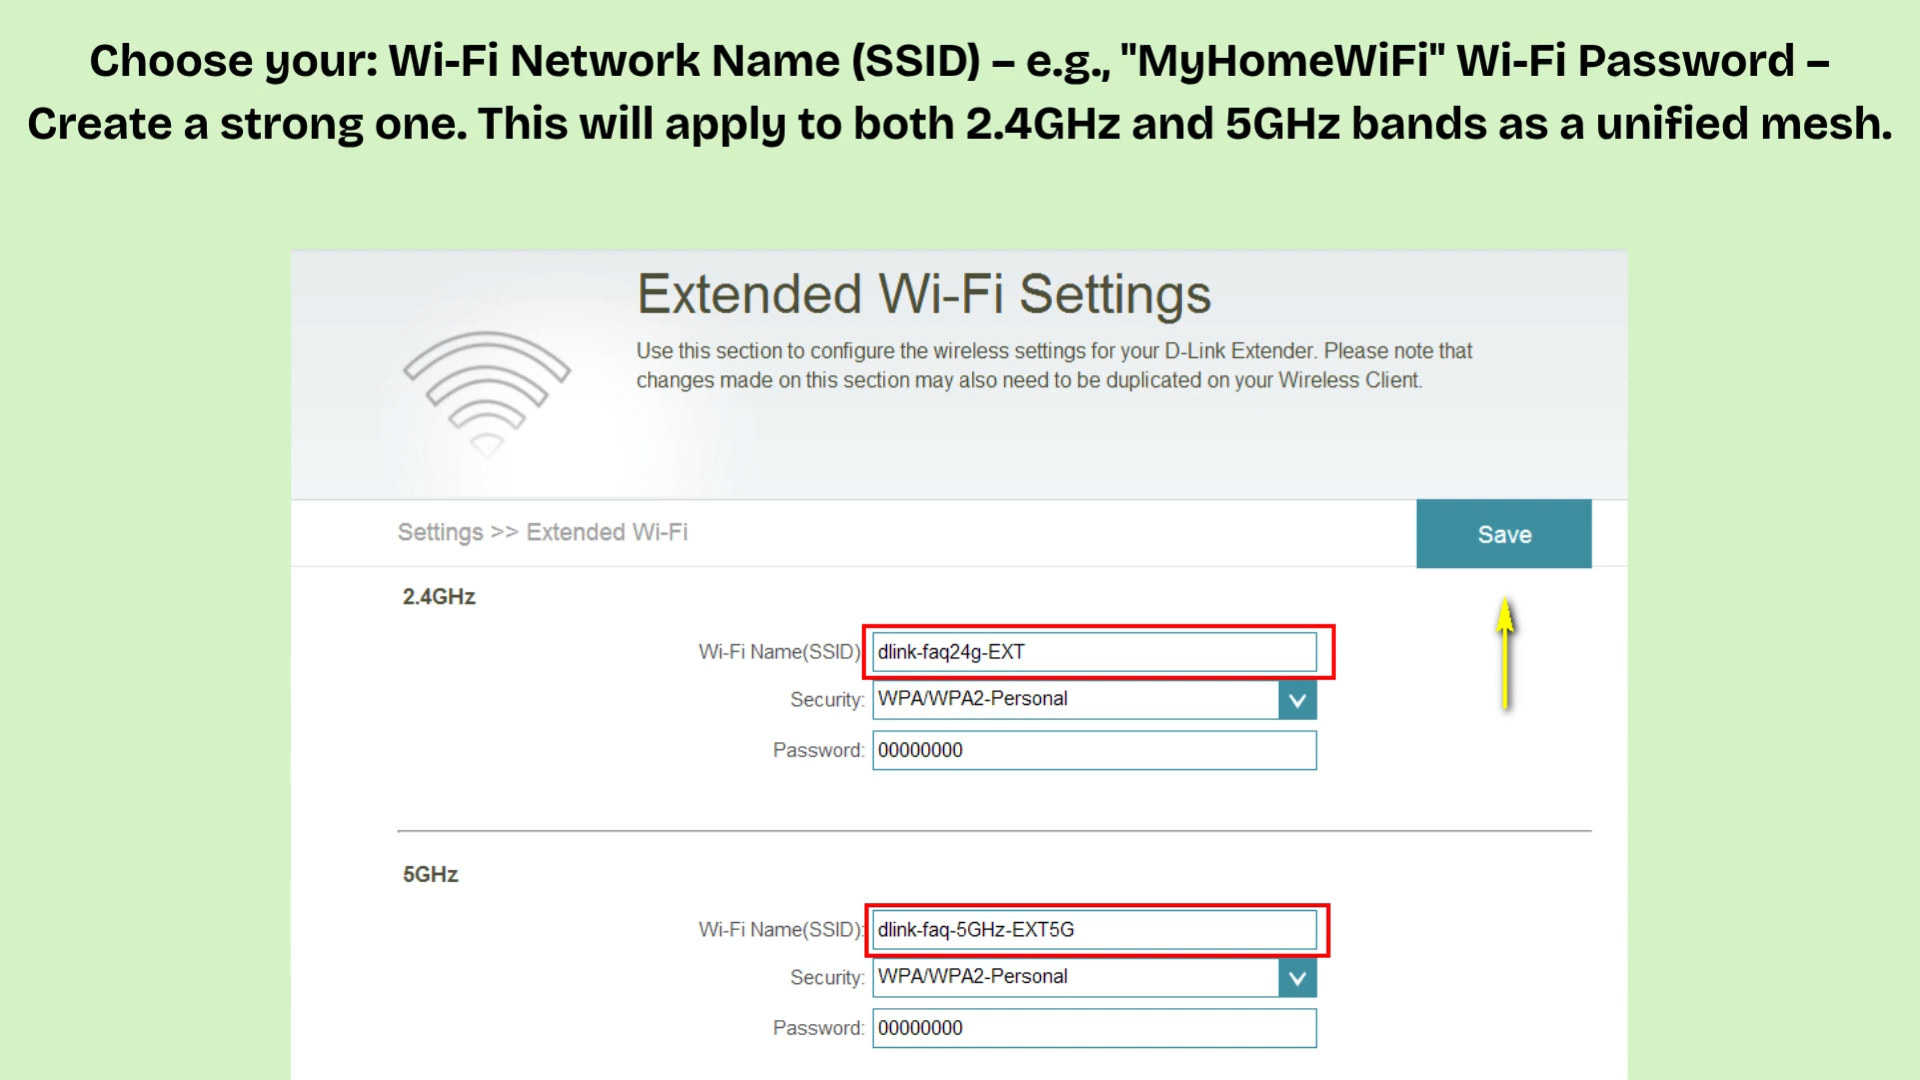 Choose your: Wi-Fi Network Name (SSID) – e.g., "MyHomeWiFi" Wi-Fi Password –
Create a strong one. This will apply to both 2.4GHz and 5GHz bands as a unified mesh.
Extended Wi-Fi Settings
Use this section to configure the wireless settings for your D-Link Extender. Please note that
changes made on this section may also need to be duplicated on your Wireless Client.
Settings >> Extended Wi-Fi
Save
2.4GHz
Wi-Fi Name(SSID) dlink-faq24g-EXT
Security: WPA/WPA2-Personal
Password: 00000000
5GHz
Wi-Fi Name(SSID): dlink-faq-5GHz-EXT5G
Security: WPA/WPA2-Personal
Password: 00000000